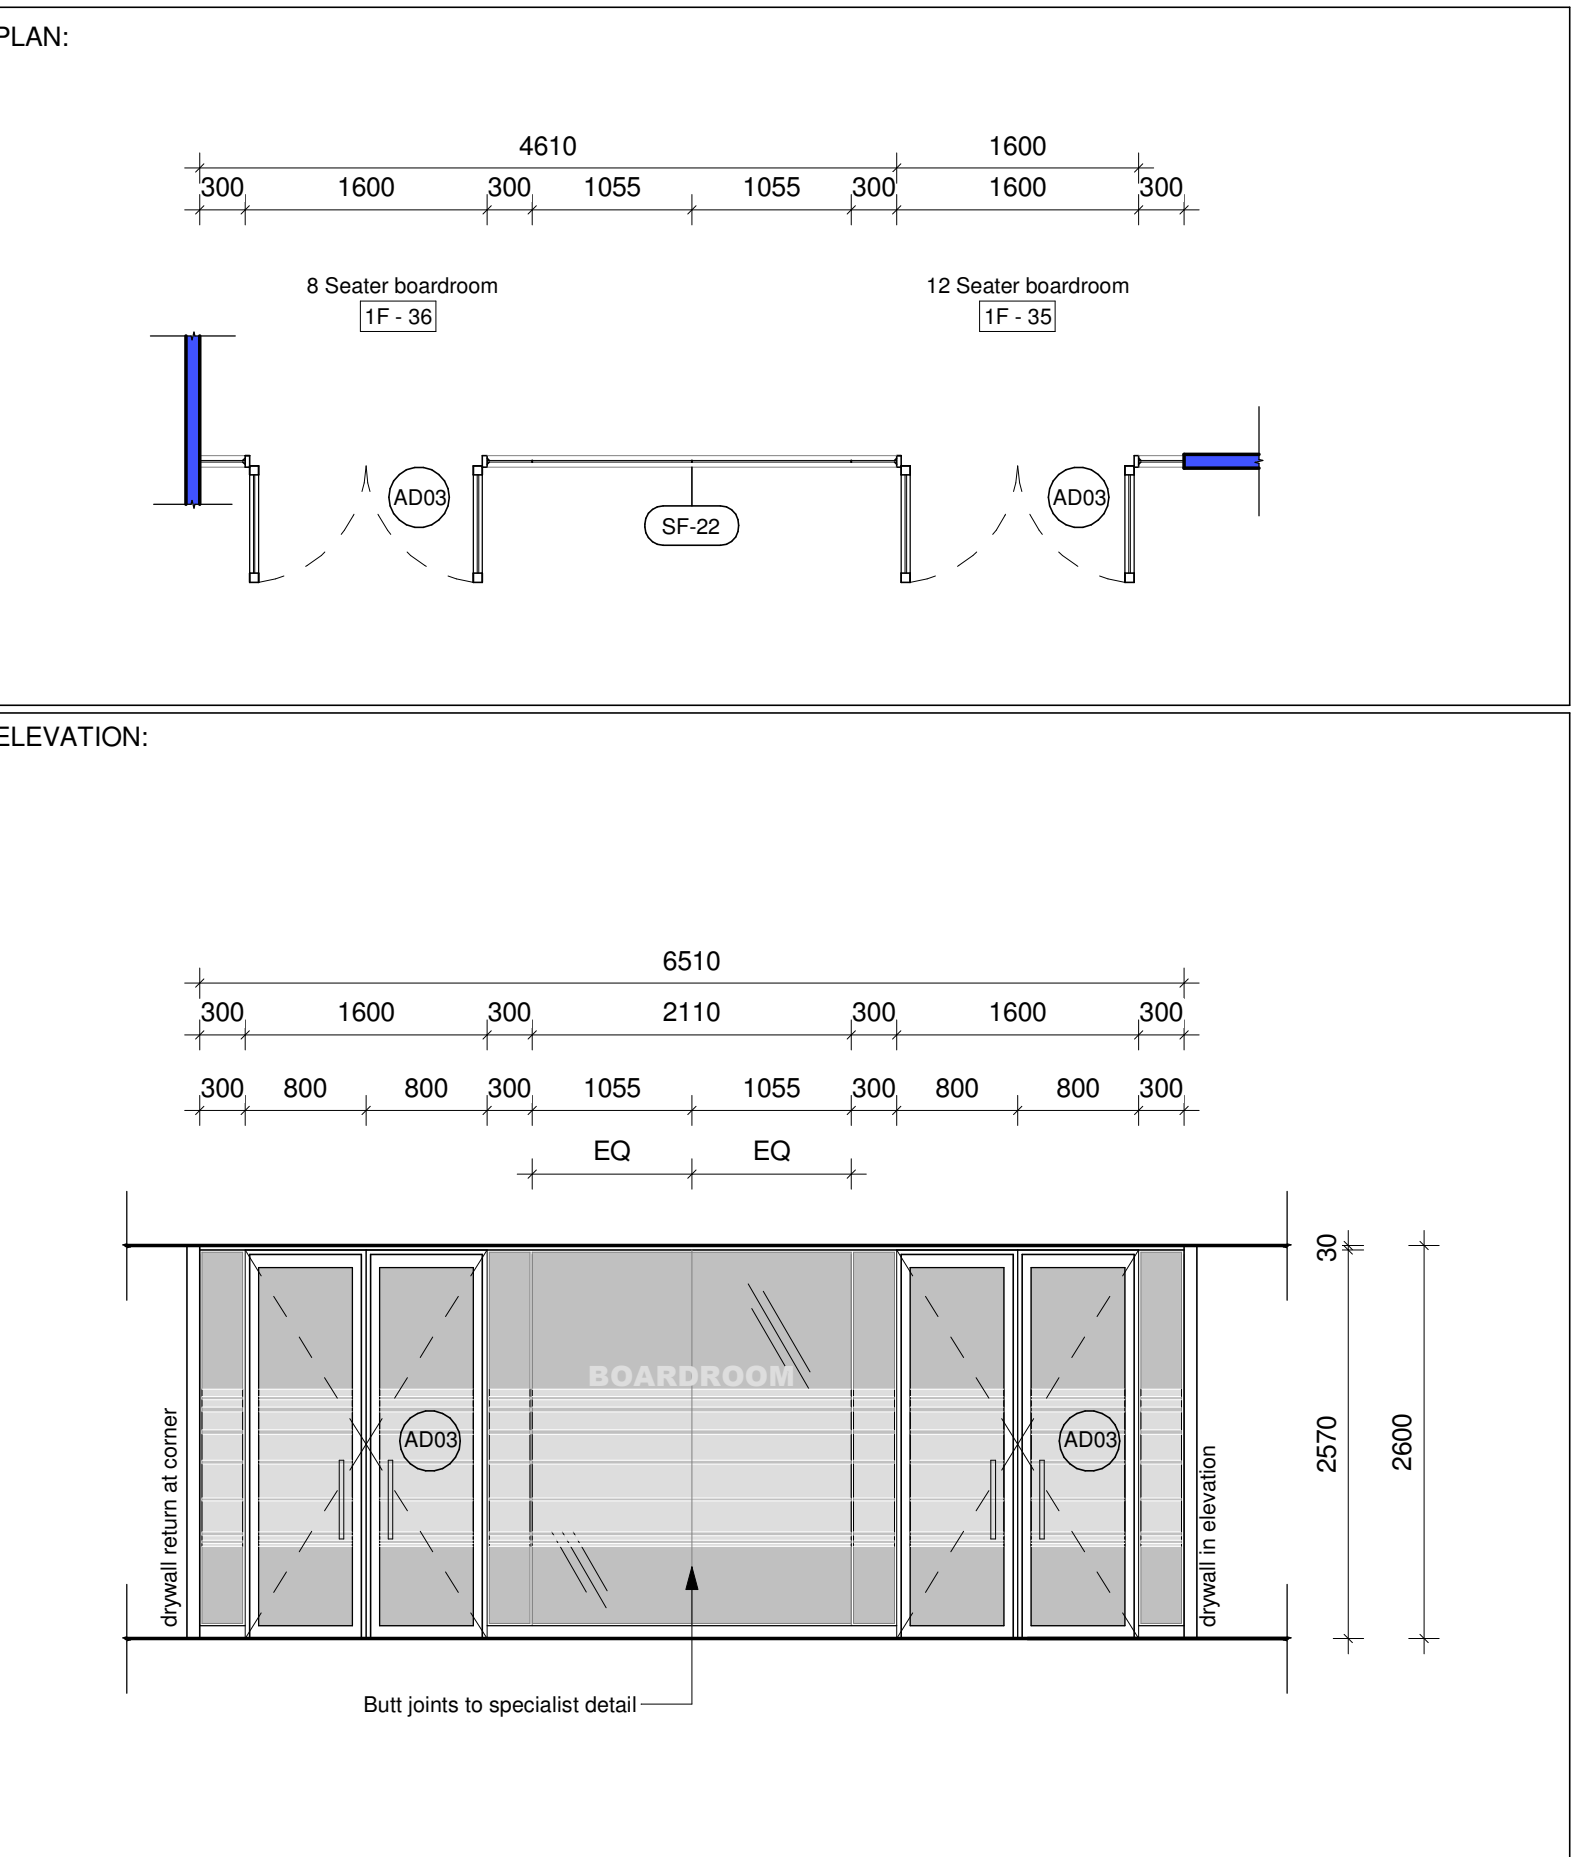 PLAN:
4610 1600
300 1600 300 1055 1055 300 1600 300
8 Seater boardroom 12 Seater boardroom
1F - 36 1F - 35
AD03 AD03
SF-22
ELEVATION:
6510
300 1600 300 2110 300 1600 300
300 800 800 300 1055 1055 300 800 800 300
EQ EQ
30
BOARDROOM
AD03 AD03
2570
2600
drywall return at corner
drywall in elevation
Butt joints to specialist detail